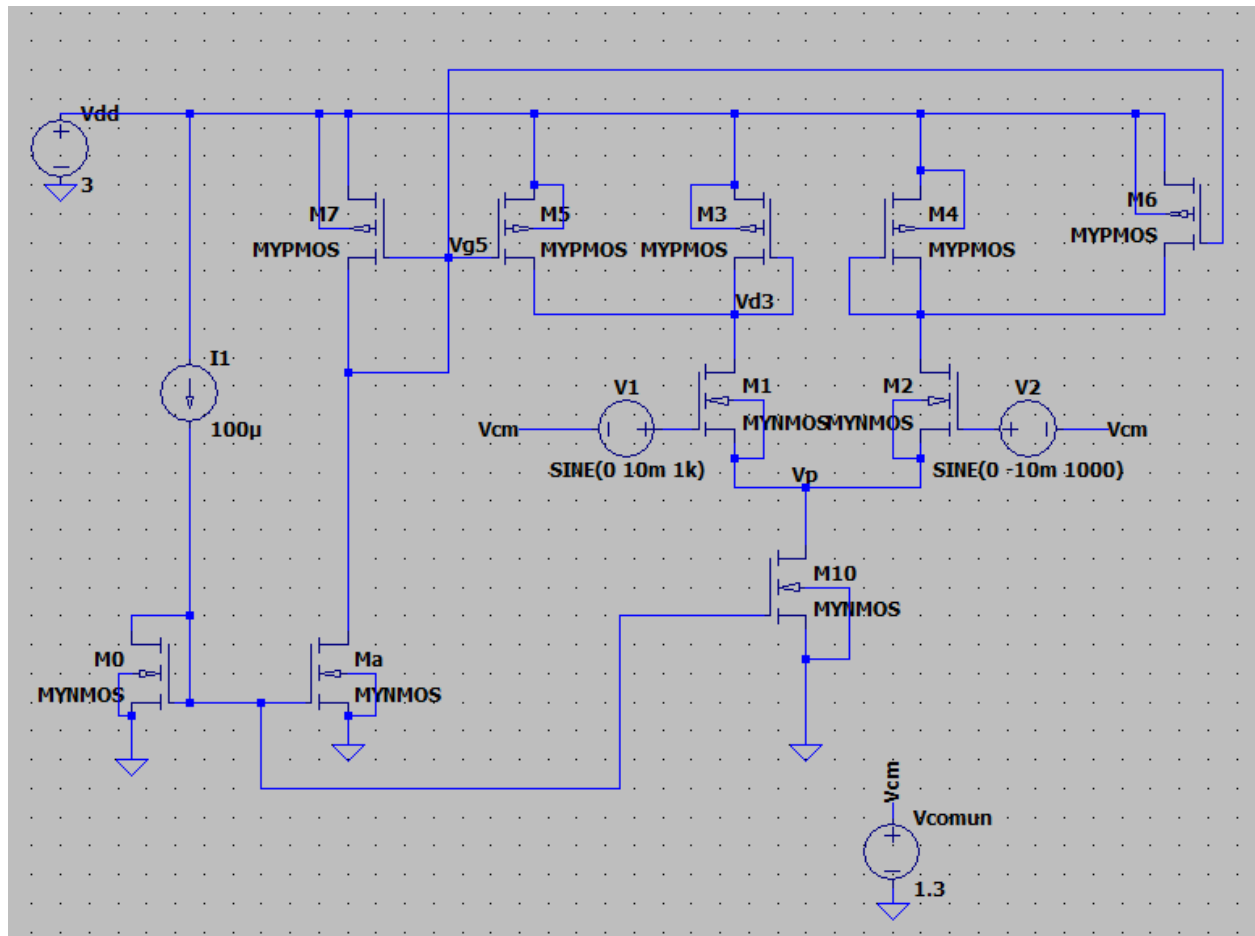 Vdd
3
M7
MYPMOS
Vg5
M5
MYPMOS
M3
MYPMOS
M4
MYPMOS
M6
MYPMOS
Vd3
I1
100µ
V1
Vcm
SINE(0 10m 1k)
M1
MYNMOS
M2
MYNMOS
V2
Vcm
SINE(0 -10m 1000)
Vp
M10
MYNMOS
M0
MYNMOS
Ma
MYNMOS
Vcm
Vcomun
1.3